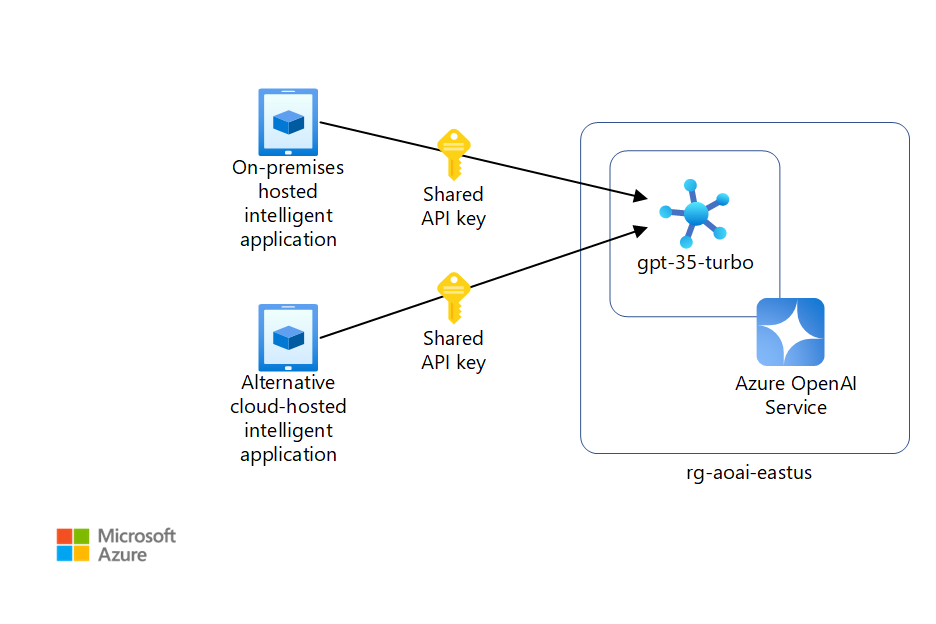 On-premises
hosted
intelligent
application
Shared
API key
gpt-35-turbo
Shared
API key
Alternative
cloud-hosted
intelligent
application
Azure OpenAI
Service
rg-aoai-eastus
Microsoft
Azure